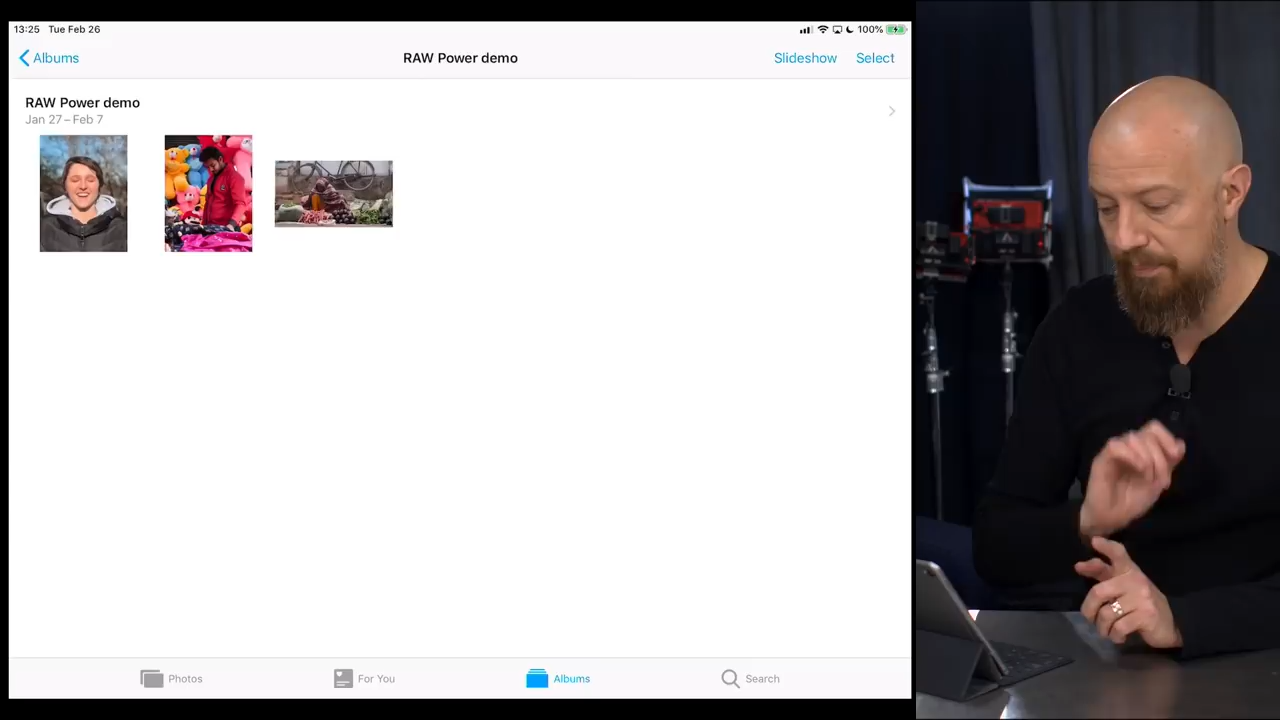 13:25 Tue Feb 26
100%
Albums
RAW Power demo
Slideshow Select
RAW Power demo
Jan 27 – Feb 7
Photos
For You
Albums
Search